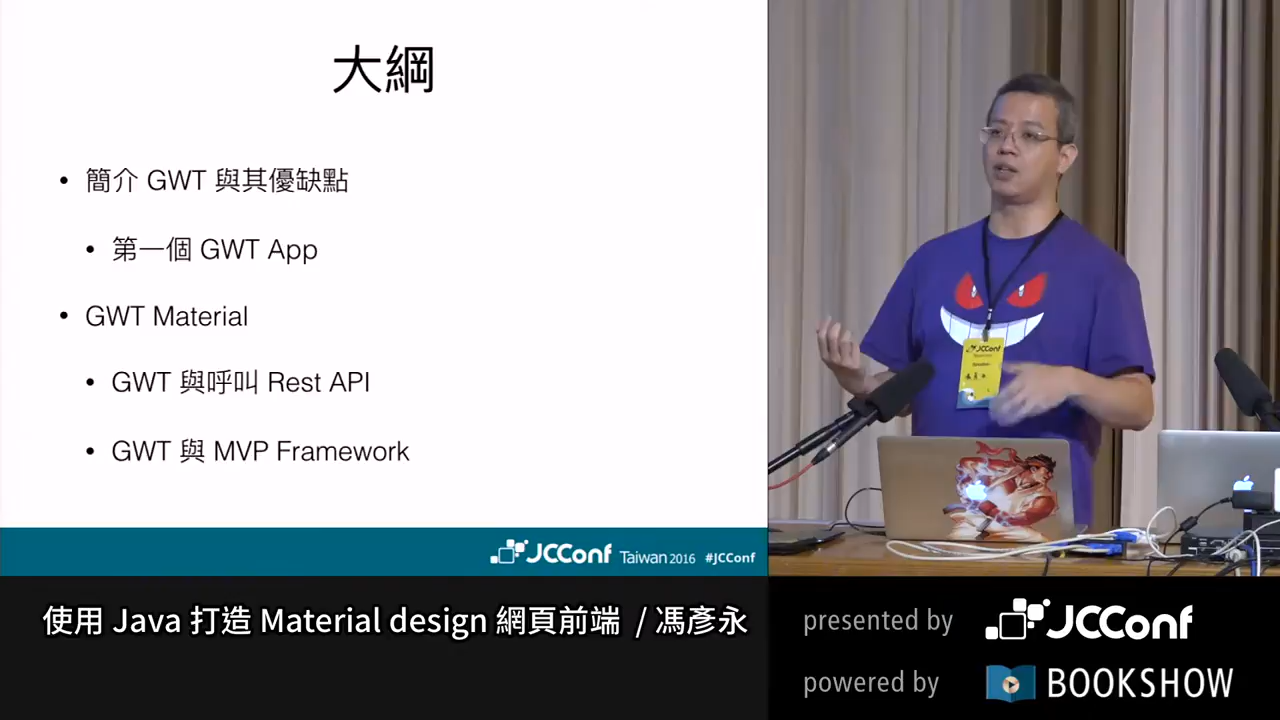 大綱
• 簡介 GWT 與其優缺點
• 第一個 GWT App
• GWT Material
• GWT 與呼叫 Rest API
• GWT 與 MVP Framework
JCConf Taiwan 2016 #JCConf
JCConf
使用 Java 打造 Material design 網頁前端 / 馮彥永
presented by JCConf
powered by BOOKSHOW